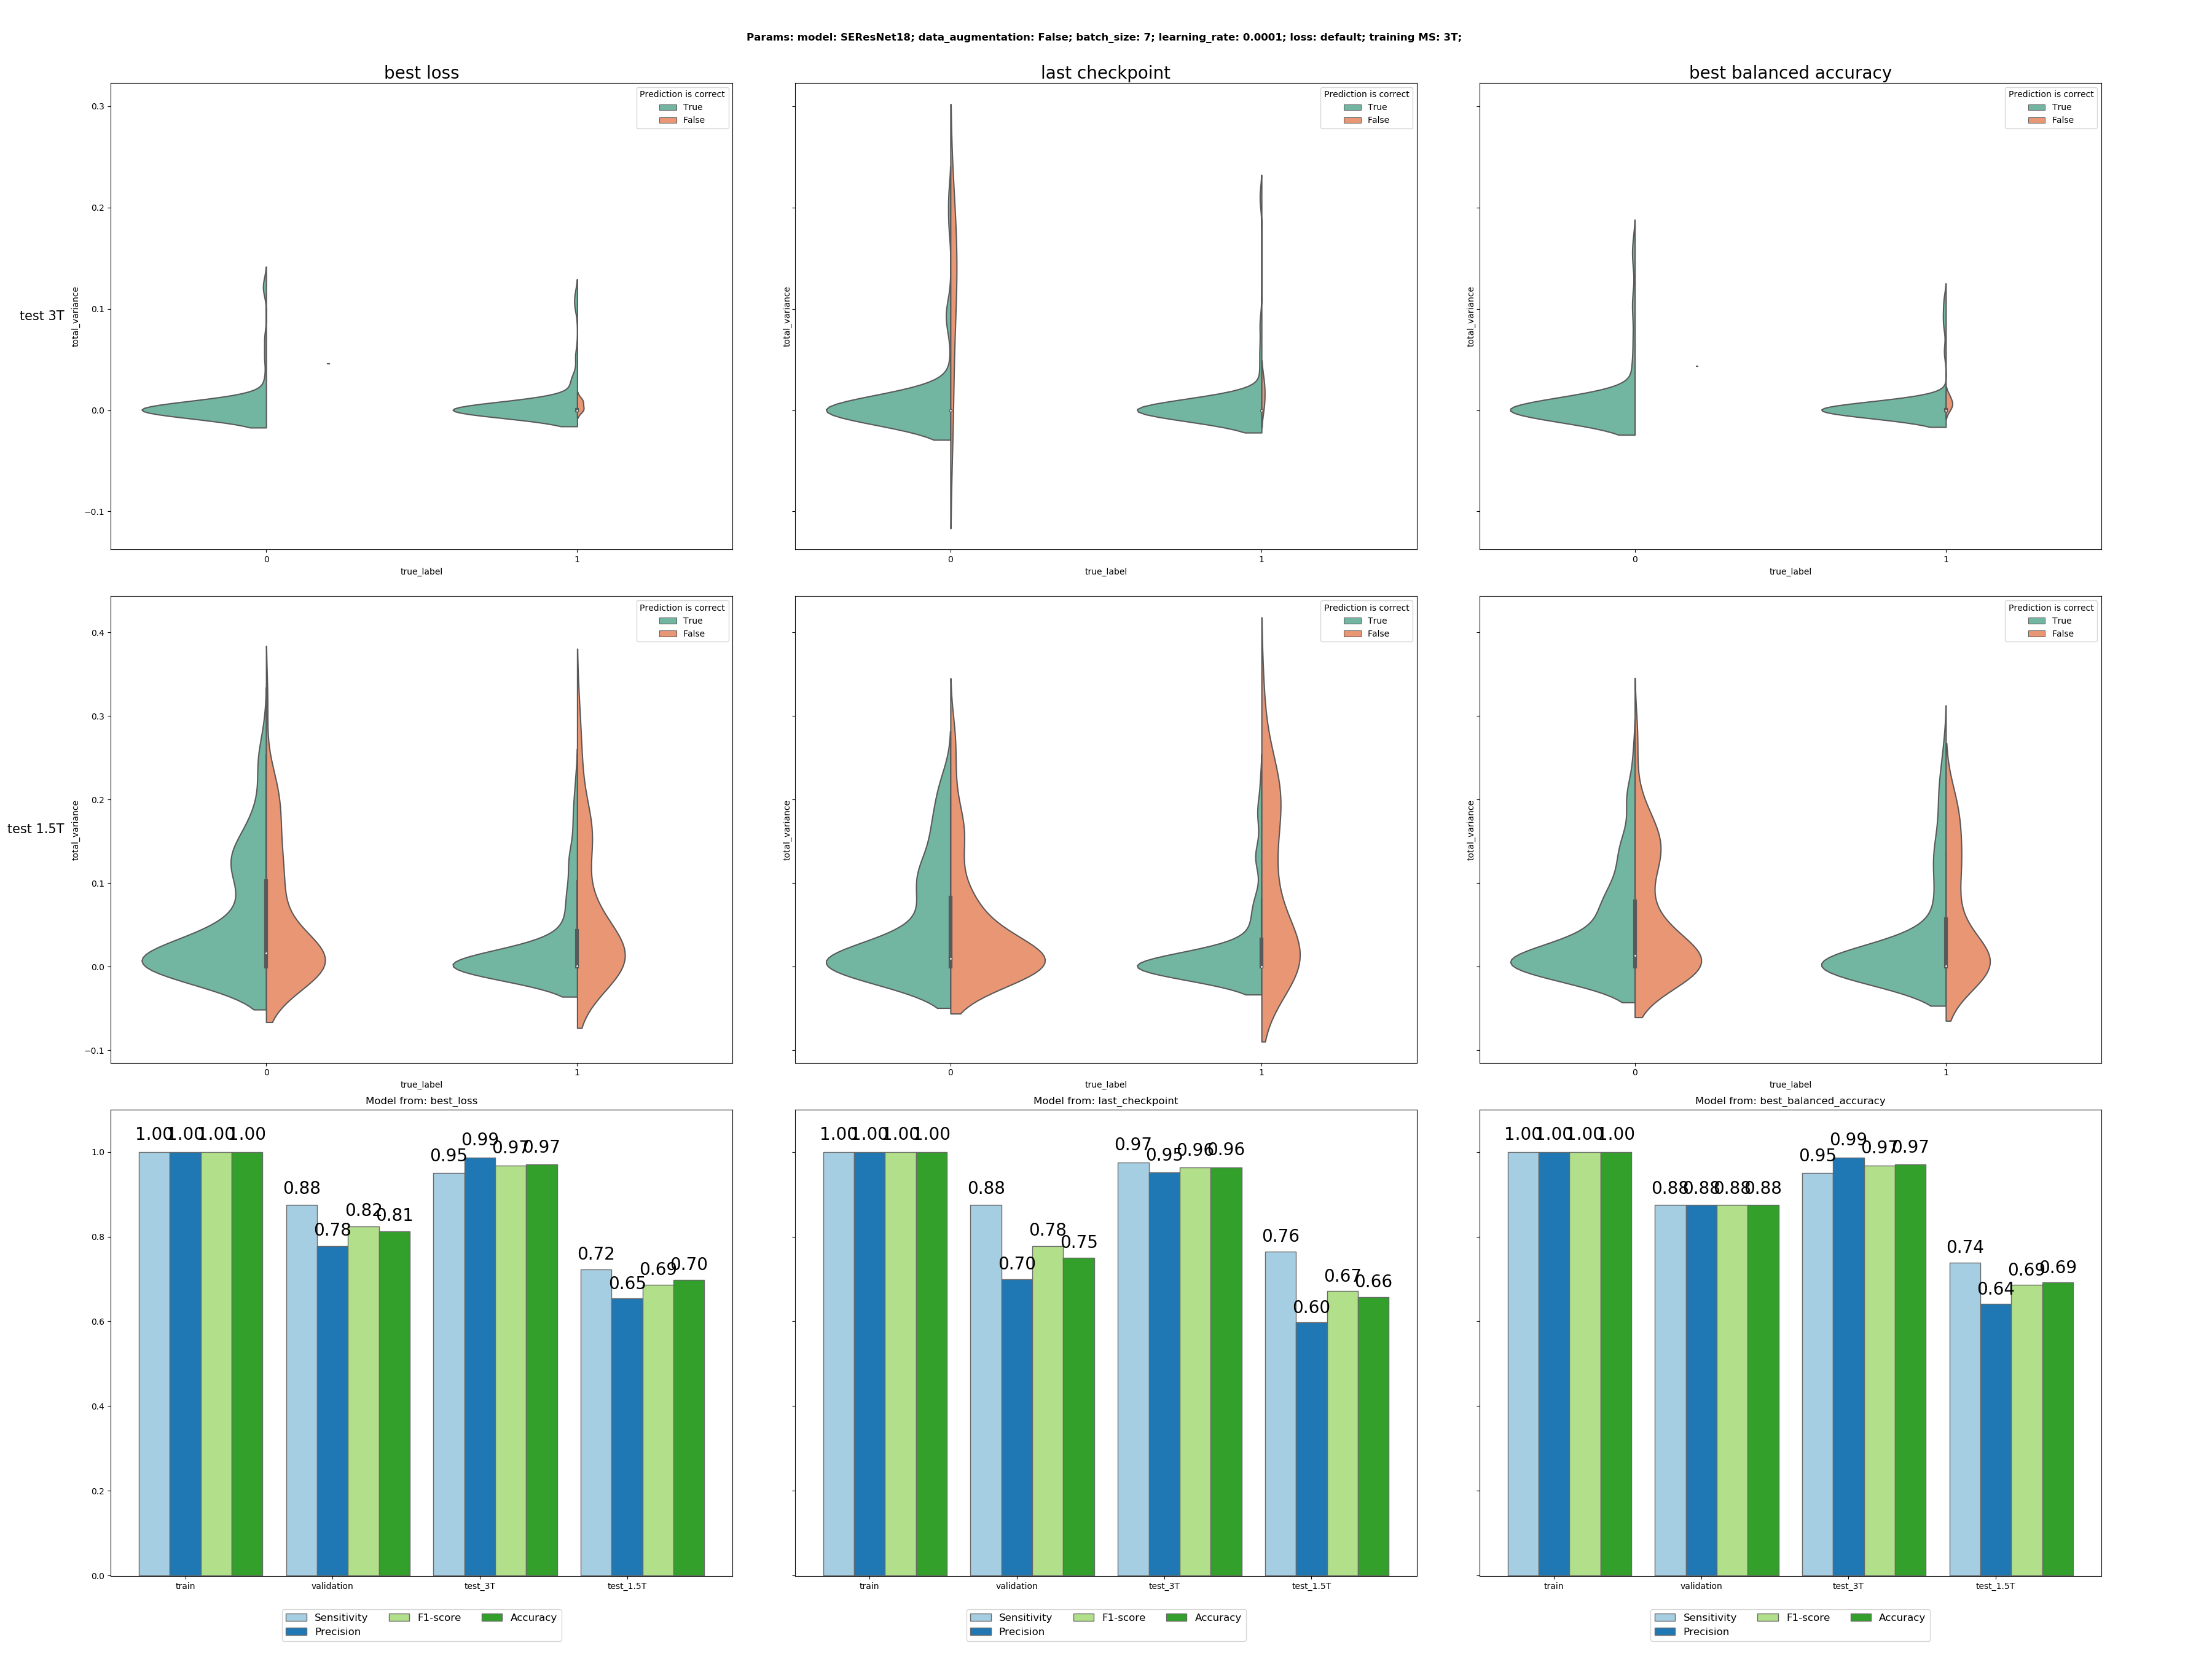 Params: model: SEResNet18; data_augmentation: False; batch_size: 7; learning_rate: 0.0001; loss: default; training MS: 3T;
best loss
last checkpoint
best balanced accuracy
test 3T
total_variance
0.3
0.2
0.1
0.0
−0.1
Prediction is correct
True
False
0 1
true_label
total_variance
Prediction is correct
True
False
0 1
true_label
total_variance
Prediction is correct
True
False
0 1
true_label
test 1.5T
total_variance
0.4
0.3
0.2
0.1
0.0
−0.1
Prediction is correct
True
False
0 1
true_label
total_variance
Prediction is correct
True
False
0 1
true_label
total_variance
Prediction is correct
True
False
0 1
true_label
Model from: best_loss
1.0
0.8
0.6
0.4
0.2
0.0
1.00 1.00 1.00 1.00
0.88 0.78 0.82 0.81
0.95 0.99 0.97 0.97
0.72 0.65 0.69 0.70
train validation test_3T test_1.5T
Sensitivity F1-score Accuracy
Precision
Model from: last_checkpoint
1.00 1.00 1.00 1.00
0.88 0.70 0.78 0.75
0.97 0.95 0.96 0.96
0.76 0.60 0.67 0.66
train validation test_3T test_1.5T
Sensitivity F1-score Accuracy
Precision
Model from: best_balanced_accuracy
1.00 1.00 1.00 1.00
0.88 0.88 0.88 0.88
0.95 0.99 0.97 0.97
0.74 0.64 0.69 0.69
train validation test_3T test_1.5T
Sensitivity F1-score Accuracy
Precision